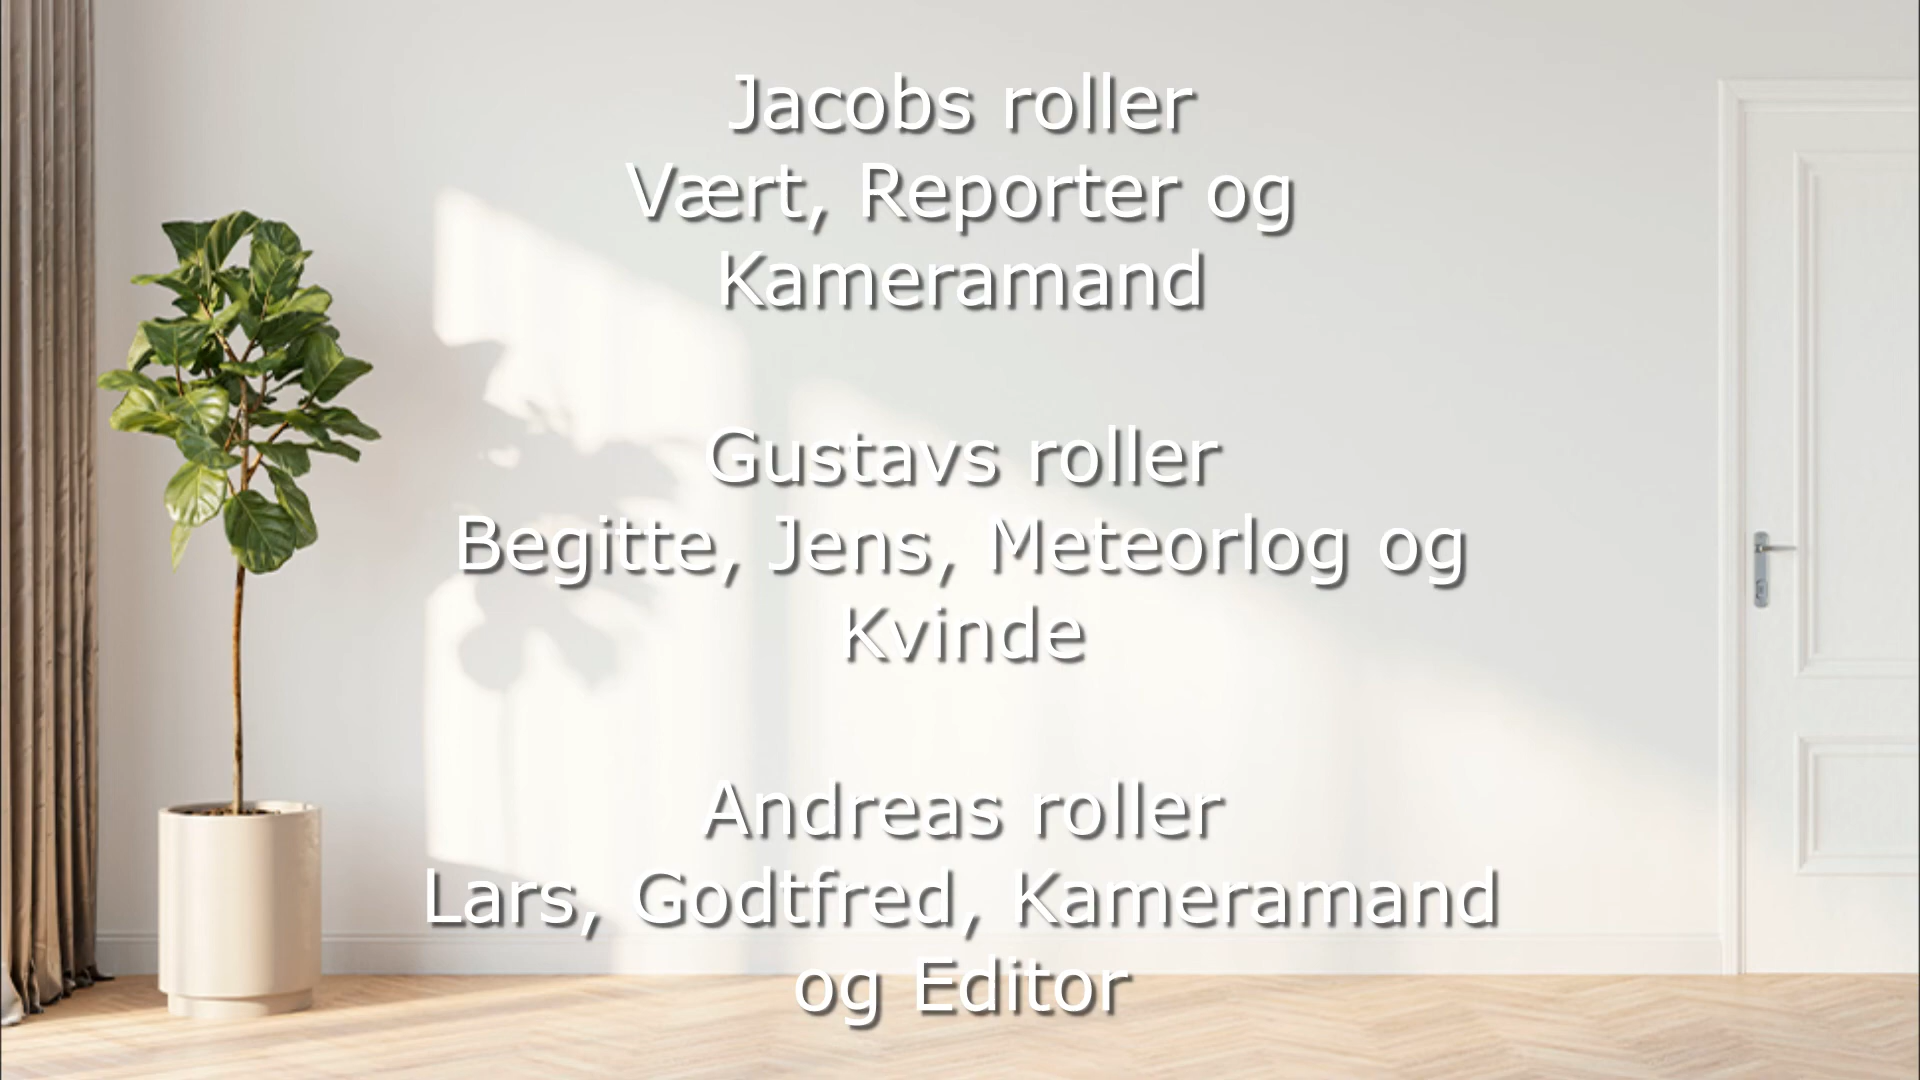 Jacobs roller
Vært, Reporter og
Kameramand
Gustavs roller
Begitte, Jens, Meteorlog og
Kvinde
Andreas roller
Lars, Godtfred, Kameramand
og Editor